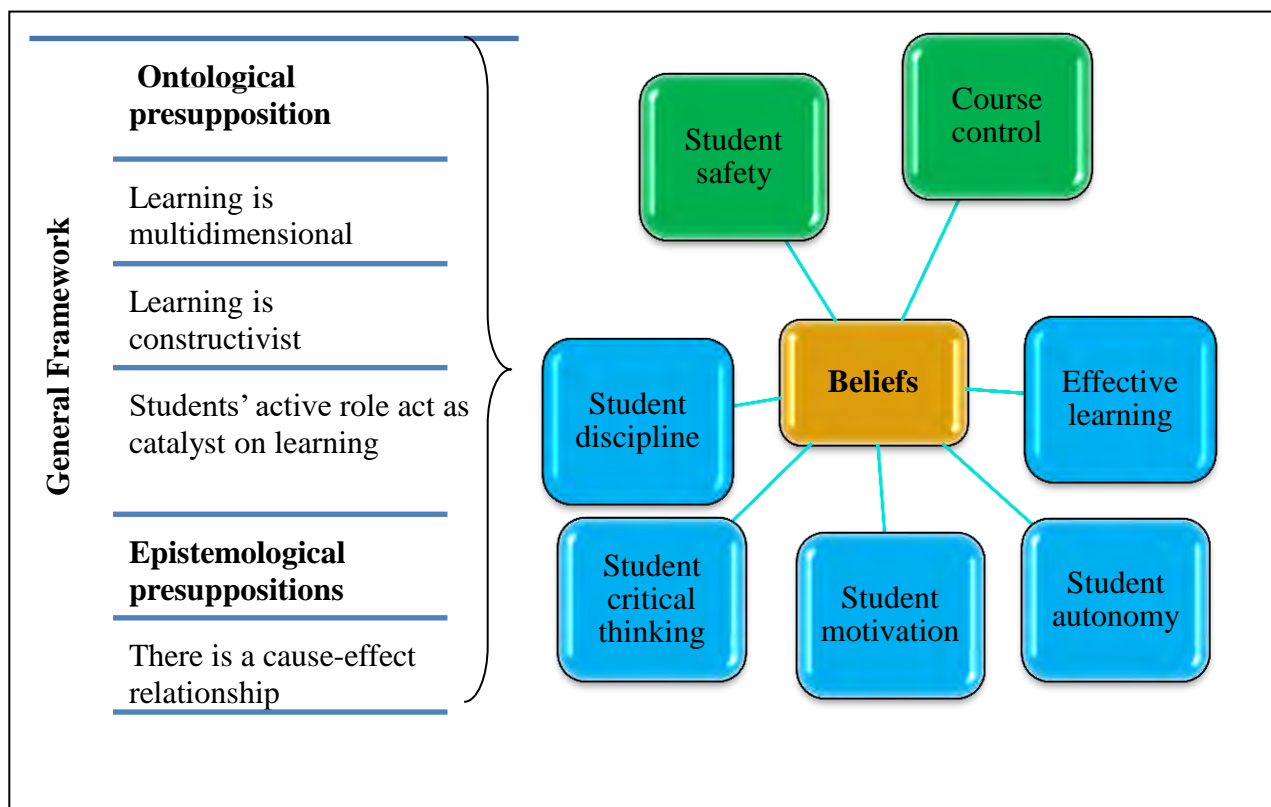 General Framework
Ontological
presupposition
Learning is
multidimensional
Learning is
constructivist
Students’ active role act as
catalyst on learning
Epistemological
presuppositions
There is a cause-effect
relationship
Student
safety
Course
control
Beliefs
Student
discipline
Effective
learning
Student
critical
thinking
Student
motivation
Student
autonomy